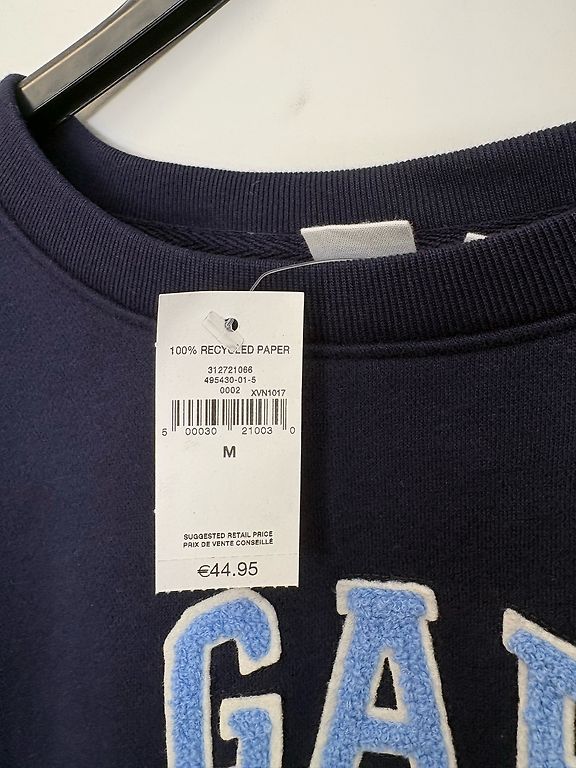 100% RECYCLED PAPER
312721066
495430-01-5
0002 XVN1017
5 00030 21003 0
M
SUGGESTED RETAIL PRICE
PRIX DE VENTE CONSEILLÉ
€44.95
GA